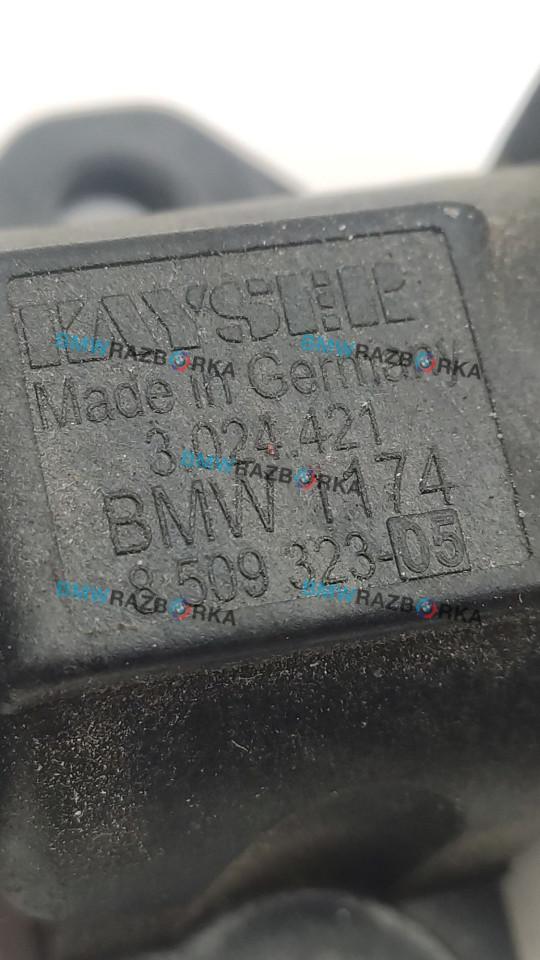 KAYSER
BMWRAZBORKA BMWRAZBORKA
Made in Germany
3.024.421
BMWRAZBORKA
BMW 1174
8 509 323-05
BMWRAZBORKA BMWRAZBORKA